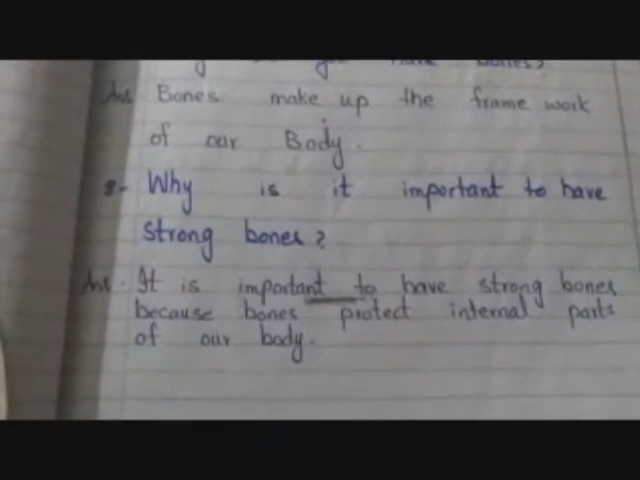 Ans Bones make up the frame work
of our Body.
8- Why is it important to have
strong bones?
Ans. It is important to have strong bones
because bones protect internal parts
of our body.